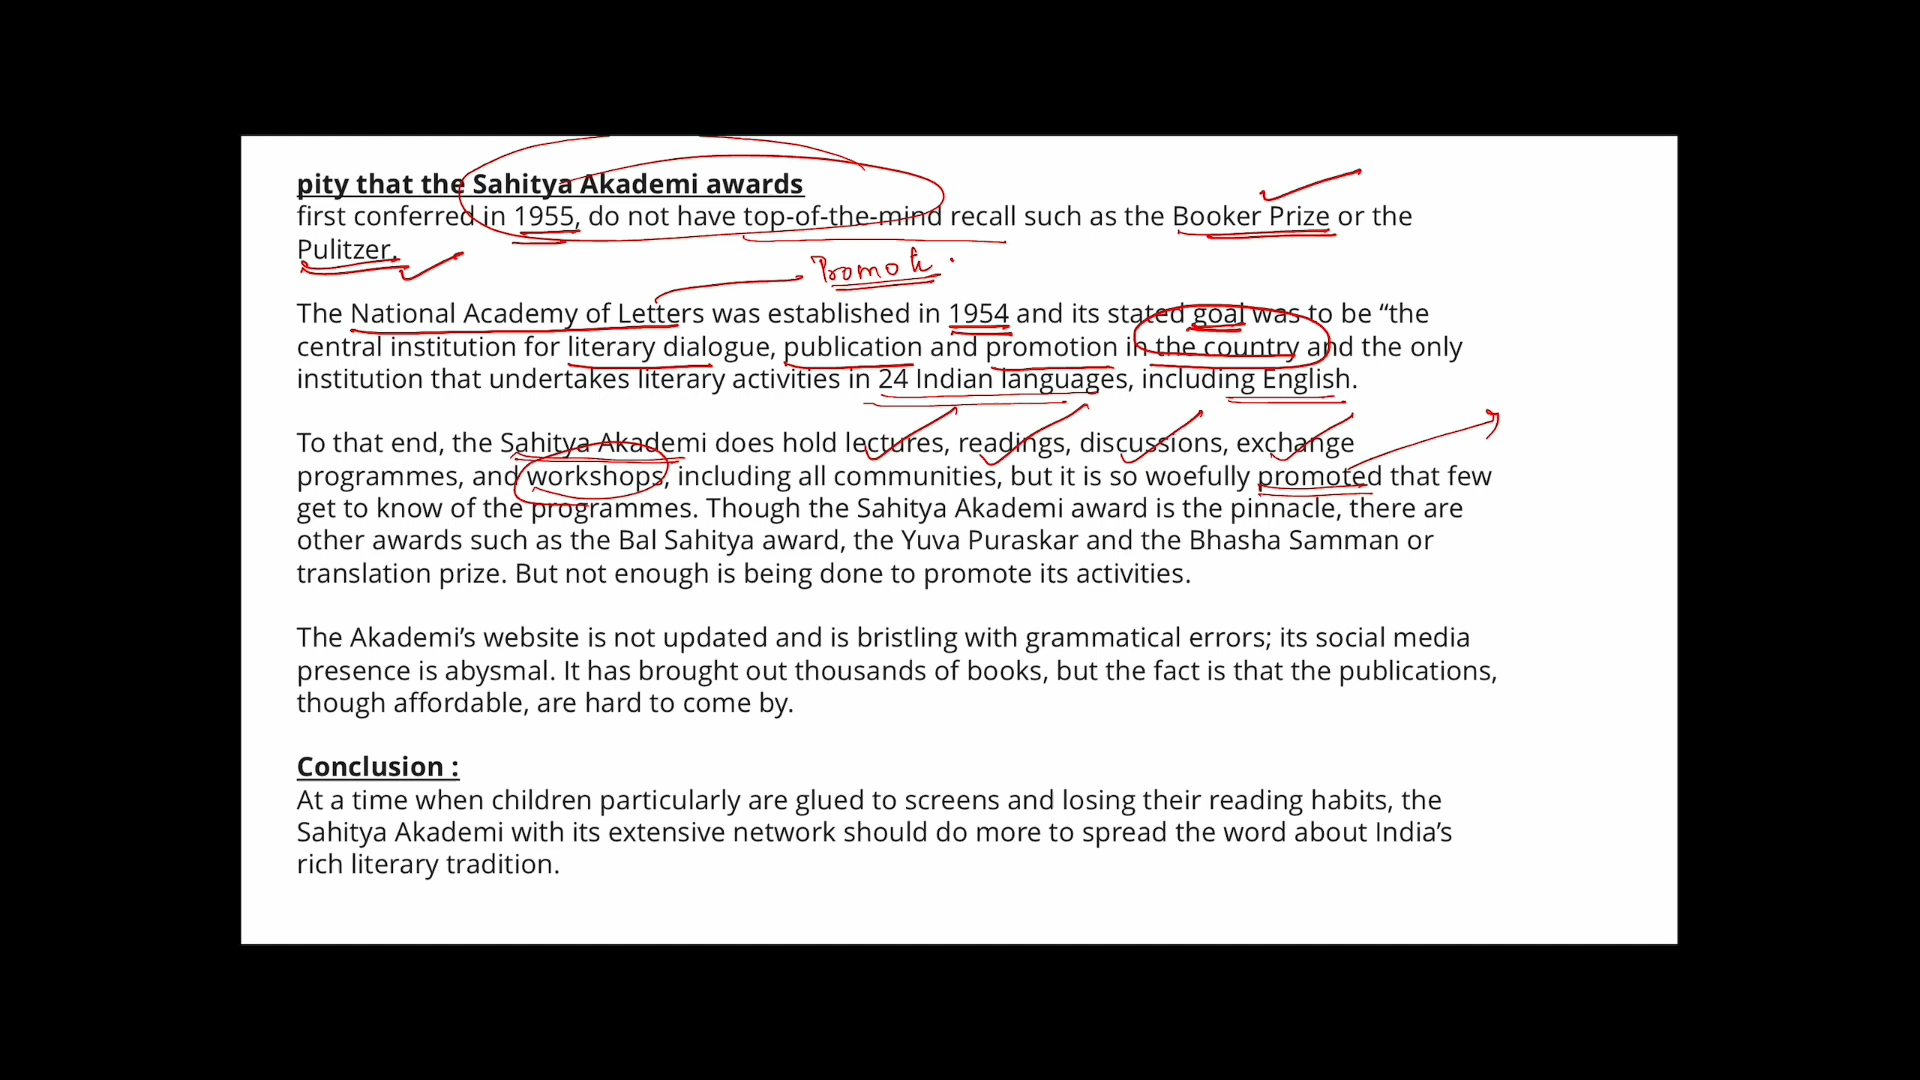 pity that the Sahitya Akademi awards
first conferred in 1955, do not have top-of-the-mind recall such as the Booker Prize or the
Pulitzer.
Promote
The National Academy of Letters was established in 1954 and its stated goal was to be “the
central institution for literary dialogue, publication and promotion in the country and the only
institution that undertakes literary activities in 24 Indian languages, including English.
To that end, the Sahitya Akademi does hold lectures, readings, discussions, exchange
programmes, and workshops, including all communities, but it is so woefully promoted that few
get to know of the programmes. Though the Sahitya Akademi award is the pinnacle, there are
other awards such as the Bal Sahitya award, the Yuva Puraskar and the Bhasha Samman or
translation prize. But not enough is being done to promote its activities.
The Akademi’s website is not updated and is bristling with grammatical errors; its social media
presence is abysmal. It has brought out thousands of books, but the fact is that the publications,
though affordable, are hard to come by.
Conclusion :
At a time when children particularly are glued to screens and losing their reading habits, the
Sahitya Akademi with its extensive network should do more to spread the word about India’s
rich literary tradition.